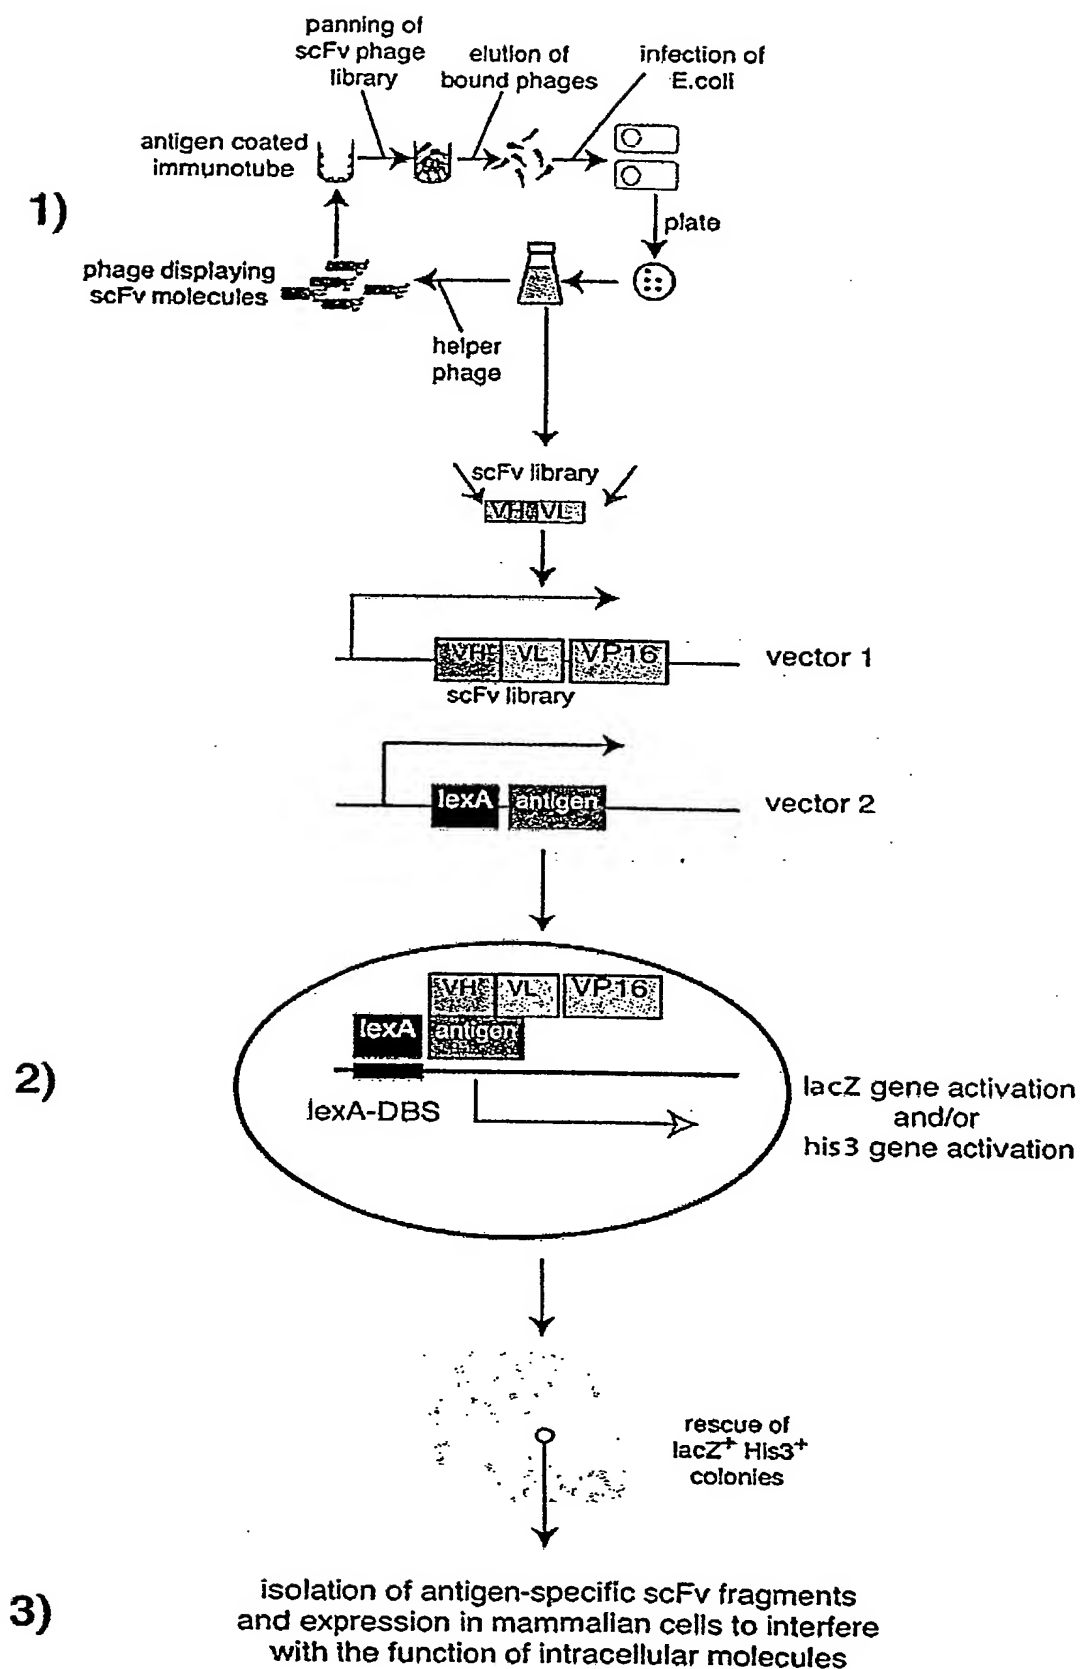 1)
panning of
scFv phage
library
elution of
bound phages
infection of
E.coli
antigen coated
immunotube
plate
phage displaying
scFv molecules
helper
phage
scFv library
VH VL
VH VL VP16
vector 1
scFv library
lexA antigen
vector 2
2)
VH VL VP16
lexA antigen
lexA-DBS
lacZ gene activation
and/or
his3 gene activation
rescue of
lacZ+ His3+
colonies
3)
isolation of antigen-specific scFv fragments
and expression in mammalian cells to interfere
with the function of intracellular molecules